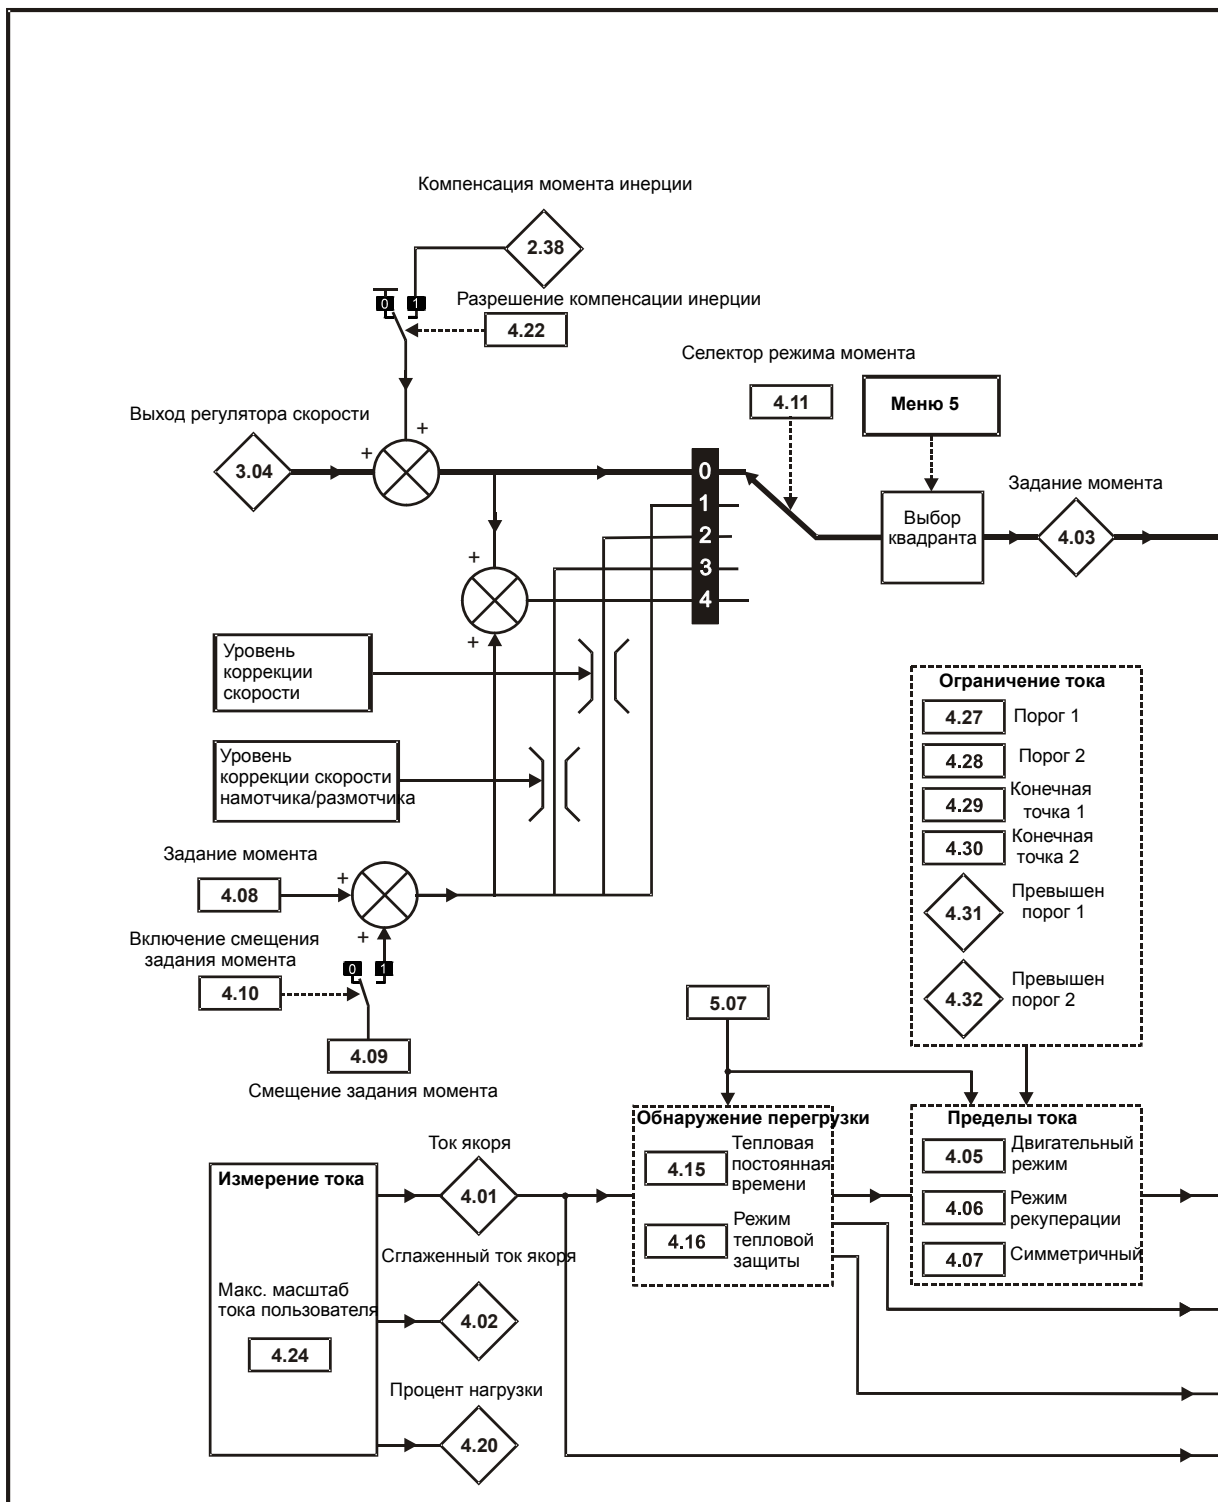 Компенсация момента инерции
2.38
0 1
Разрешение компенсации инерции
4.22
Селектор режима момента
4.11
Меню 5
Выход регулятора скорости
+
+
3.04
0
1
2
3
4
Выбор
квадранта
Задание момента
4.03
+
+
Уровень
коррекции
скорости
Уровень
коррекции скорости
намотчика/размотчика
Ограничение тока
4.27 Порог 1
4.28 Порог 2
4.29 Конечная
точка 1
4.30 Конечная
точка 2
4.31 Превышен
порог 1
4.32 Превышен
порог 2
Задание момента
4.08
+
+
Включение смещения
задания момента
0 1
4.10
4.09
Смещение задания момента
5.07
Обнаружение перегрузки
4.15 Тепловая
постоянная
времени
4.16 Режим
тепловой
защиты
Пределы тока
4.05 Двигательный
режим
4.06 Режим
рекуперации
4.07 Симметричный
Измерение тока
Ток якоря
4.01
Сглаженный ток якоря
4.02
Макс. масштаб
тока пользователя
4.24
Процент нагрузки
4.20